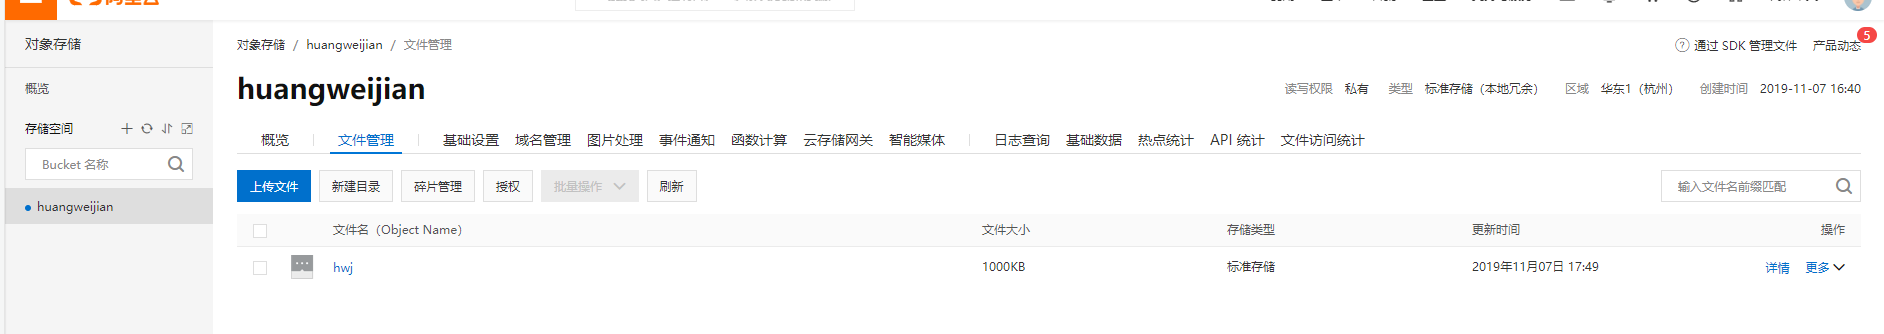 对象存储
概览
存储空间
Bucket 名称
huangweijian
对象存储 / huangweijian / 文件管理
通过 SDK 管理文件 产品动态 5
huangweijian
读写权限 私有 类型 标准存储（本地冗余） 区域 华东1（杭州） 创建时间 2019-11-07 16:40
概览 文件管理 基础设置 域名管理 图片处理 事件通知 函数计算 云存储网关 智能媒体 日志查询 基础数据 热点统计 API 统计 文件访问统计
上传文件 新建目录 碎片管理 授权 批量操作 刷新 输入文件名前缀匹配
文件名（Object Name） 文件大小 存储类型 更新时间 操作
hwj 1000KB 标准存储 2019年11月07日 17:49 详情 更多